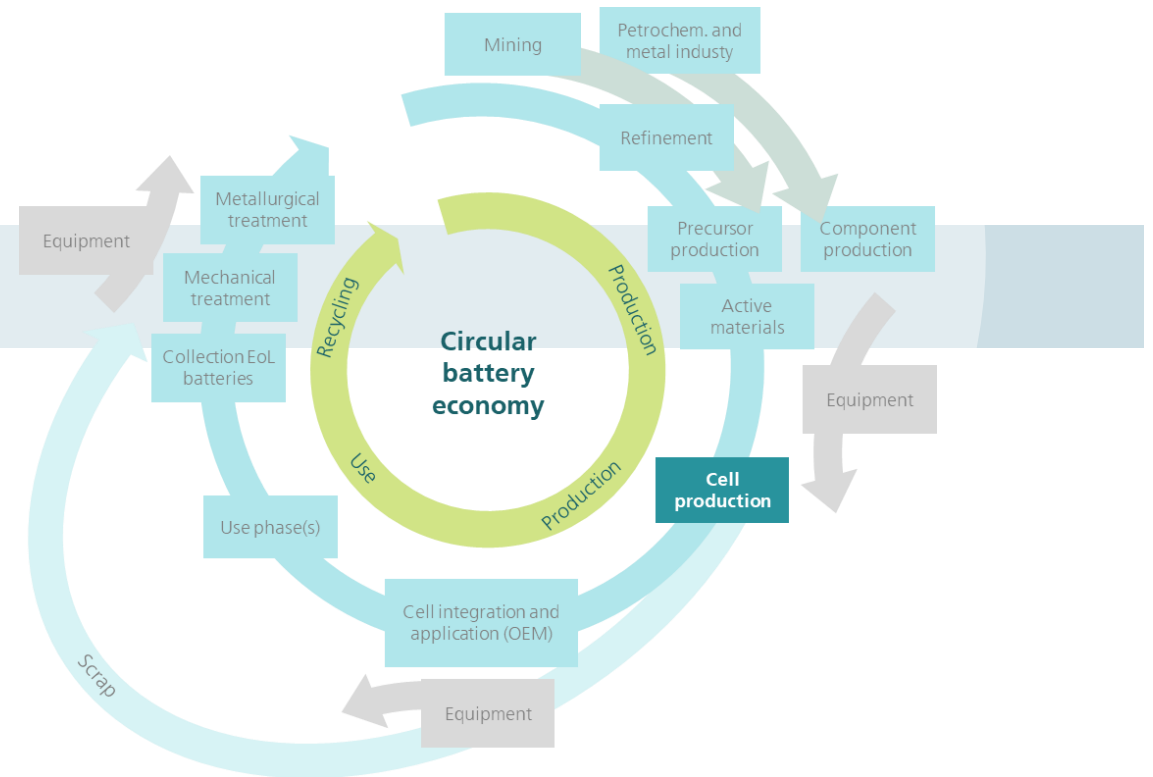 Mining
Petrochem. and
metal industy
Refinement
Metallurgical
treatment
Equipment
Precursor
production
Component
production
Mechanical
treatment
Active
materials
Recycling
Production
Circular
battery
economy
Collection EoL
batteries
Equipment
Use
Production
Cell
production
Use phase(s)
Cell integration and
application (OEM)
Scrap
Equipment